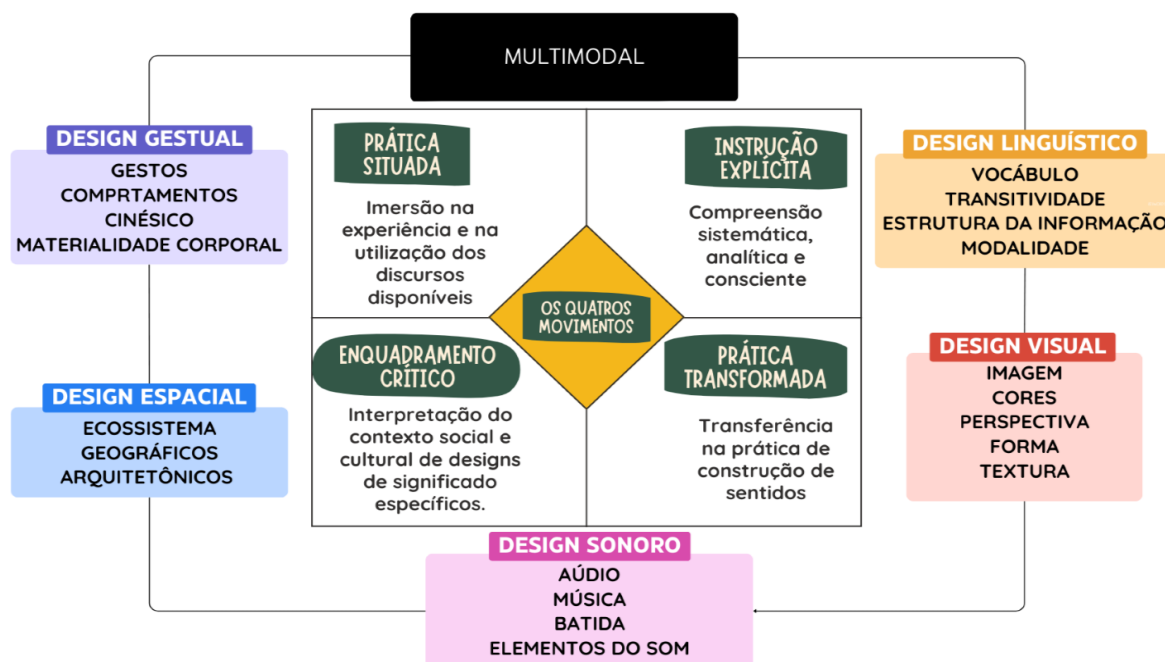 MULTIMODAL
DESIGN GESTUAL
GESTOS
COMPRTAMENTOS
CINÉSICO
MATERIALIDADE CORPORAL
DESIGN ESPACIAL
ECOSSISTEMA
GEOGRÁFICOS
ARQUITETÔNICOS
PRÁTICA
SITUADA
Imersão na
experiência e na
utilização dos
discursos
disponíveis
INSTRUÇÃO
EXPLÍCITA
Compreensão
sistemática,
analítica e
consciente
OS QUATROS
MOVIMENTOS
ENQUADRAMENTO
CRÍTICO
Interpretação do
contexto social e
cultural de designs
de significado
específicos.
PRÁTICA
TRANSFORMADA
Transferência
na prática de
construção de
sentidos
DESIGN LINGUÍSTICO
VOCÁBULO
TRANSITIVIDADE
ESTRUTURA DA INFORMAÇÃO
MODALIDADE
DESIGN VISUAL
IMAGEM
CORES
PERSPECTIVA
FORMA
TEXTURA
DESIGN SONORO
AÚDIO
MÚSICA
BATIDA
ELEMENTOS DO SOM